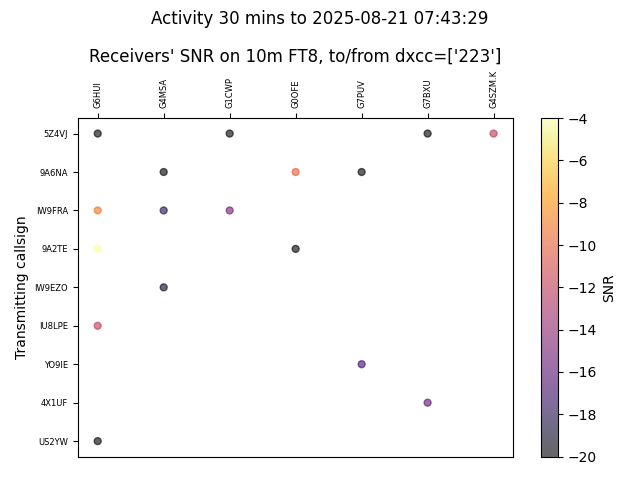 Activity 30 mins to 2025-08-21 07:43:29
Receivers' SNR on 10m FT8, to/from dxcc=['223']
G6HUI G4MSA G1CWP G0OFE G7PUV G7BXU G4SZM.K
5Z4VJ
9A6NA
IW9FRA
9A2TE
IW9EZO
IU8LPE
YO9IE
4X1UF
US2YW
Transmitting callsign
−4
−6
−8
−10
−12
−14
−16
−18
−20
SNR